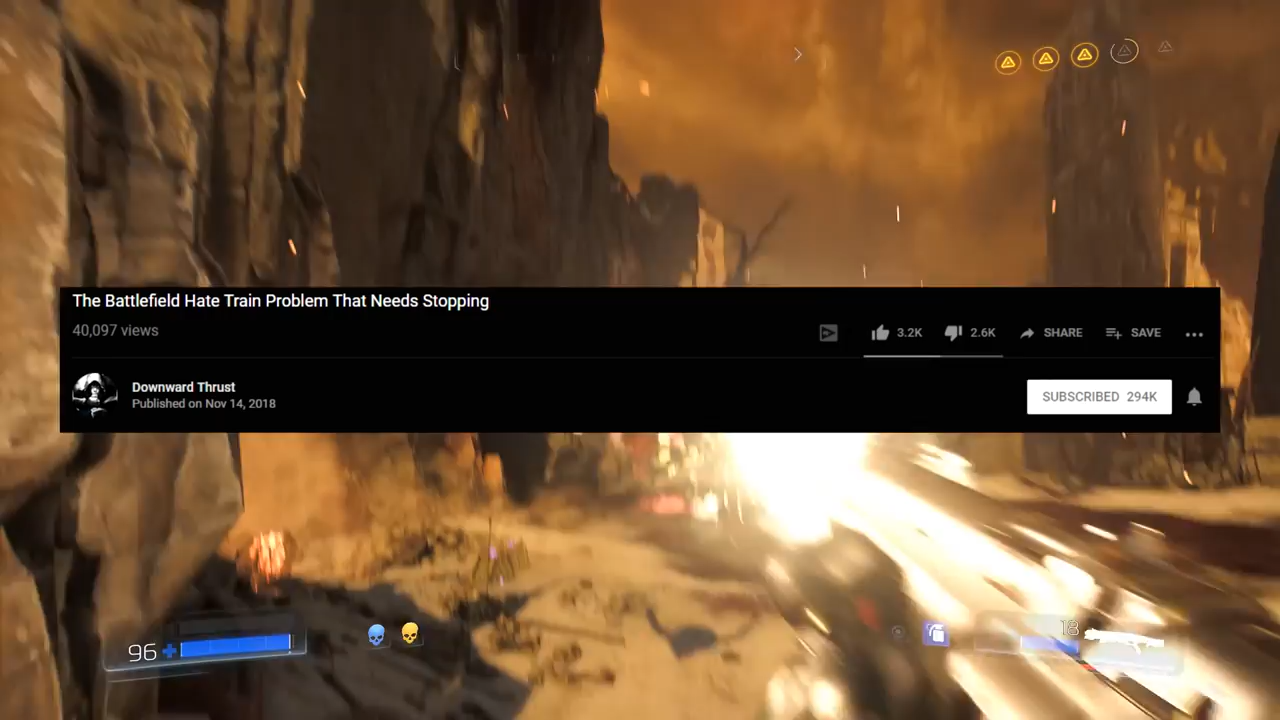 The Battlefield Hate Train Problem That Needs Stopping
40,097 views
3.2K 2.6K SHARE SAVE
Downward Thrust
Published on Nov 14, 2018
SUBSCRIBED 294K
96
18